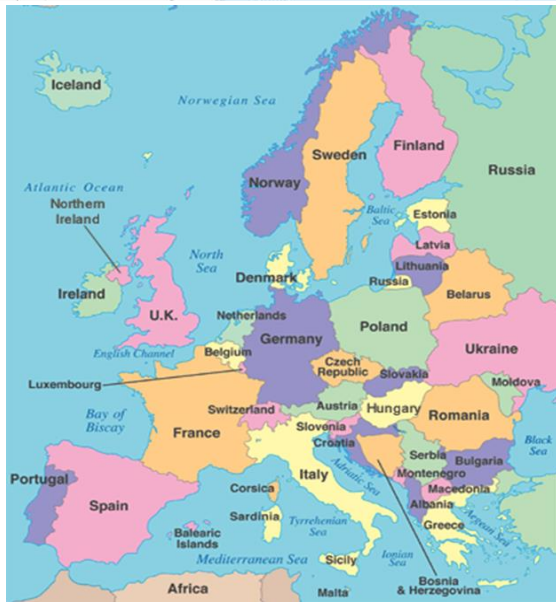 Iceland
Norwegian Sea
Finland
Sweden
Russia
Norway
Atlantic Ocean
Northern
Ireland
Baltic
Sea
Estonia
Latvia
North
Sea
Lithuania
Denmark
Russia
Ireland
Belarus
U.K.
Netherlands
Poland
Germany
Ukraine
English Channel
Belgium
Czech
Republic
Slovakia
Luxembourg
Moldova
Austria
Hungary
Switzerland
Bay of
Biscay
France
Slovenia
Romania
Croatia
Black
Sea
Serbia
Bulgaria
Italy
Adriatic Sea
Montenegro
Portugal
Spain
Corsica
Macedonia
Albania
Sardinia
Tyrrehenian
Sea
Greece
Aegean Sea
Balearic
Islands
Mediterranean Sea
Sicily
Ionian
Sea
Africa
Malta
Bosnia
& Herzegovina